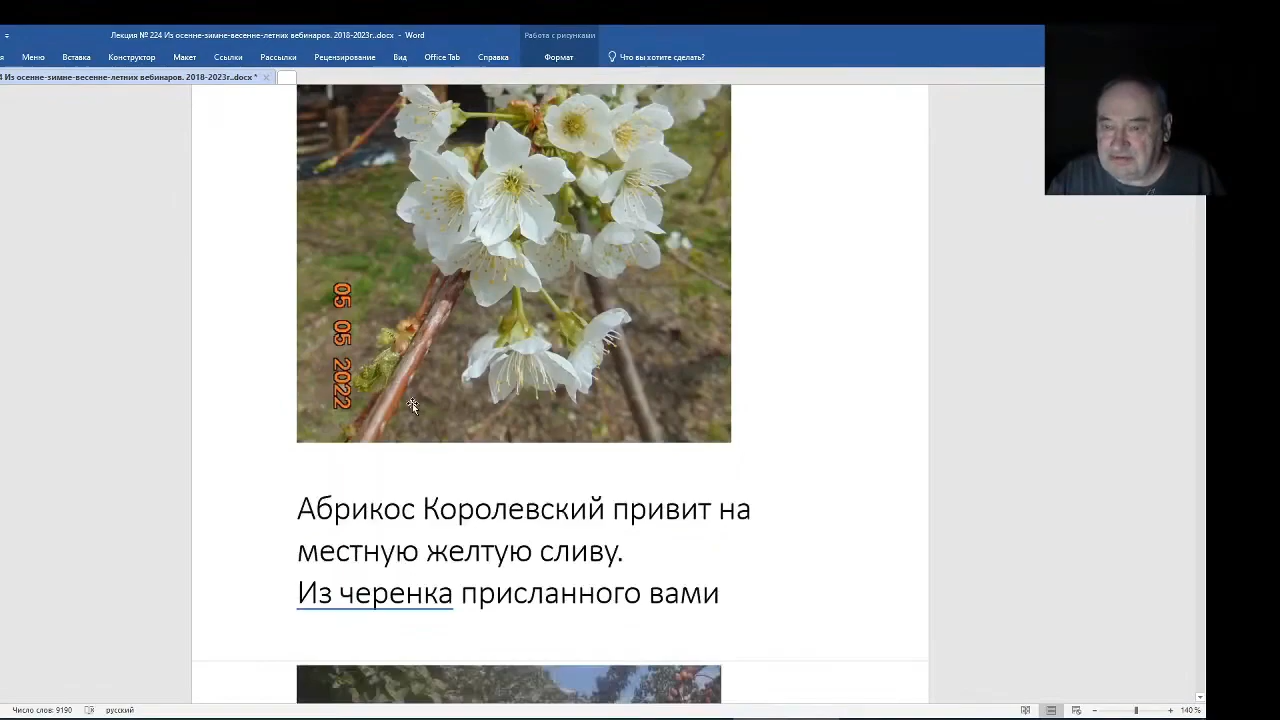 Лекция № 224 Из осенне-зимне-весенне-летних вебинаров. 2018-2023г..docx - Word
Работа с рисунками
я Меню Вставка Конструктор Макет Ссылки Рассылки Рецензирование Вид Office Tab Справка Формат Что вы хотите сделать?
4 Из осенне-зимне-весенне-летних вебинаров. 2018-2023г..docx *
05 05 2022
Абрикос Королевский привит на
местную желтую сливу.
Из черенка присланного вами
Число слов: 9190 русский 140 %